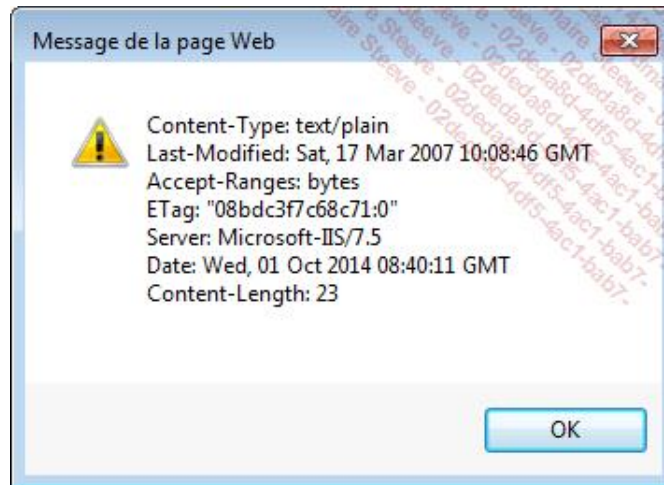 Message de la page Web
Content-Type: text/plain
Last-Modified: Sat, 17 Mar 2007 10:08:46 GMT
Accept-Ranges: bytes
ETag: "08bdc3f7c68c71:0"
Server: Microsoft-IIS/7.5
Date: Wed, 01 Oct 2014 08:40:11 GMT
Content-Length: 23
OK